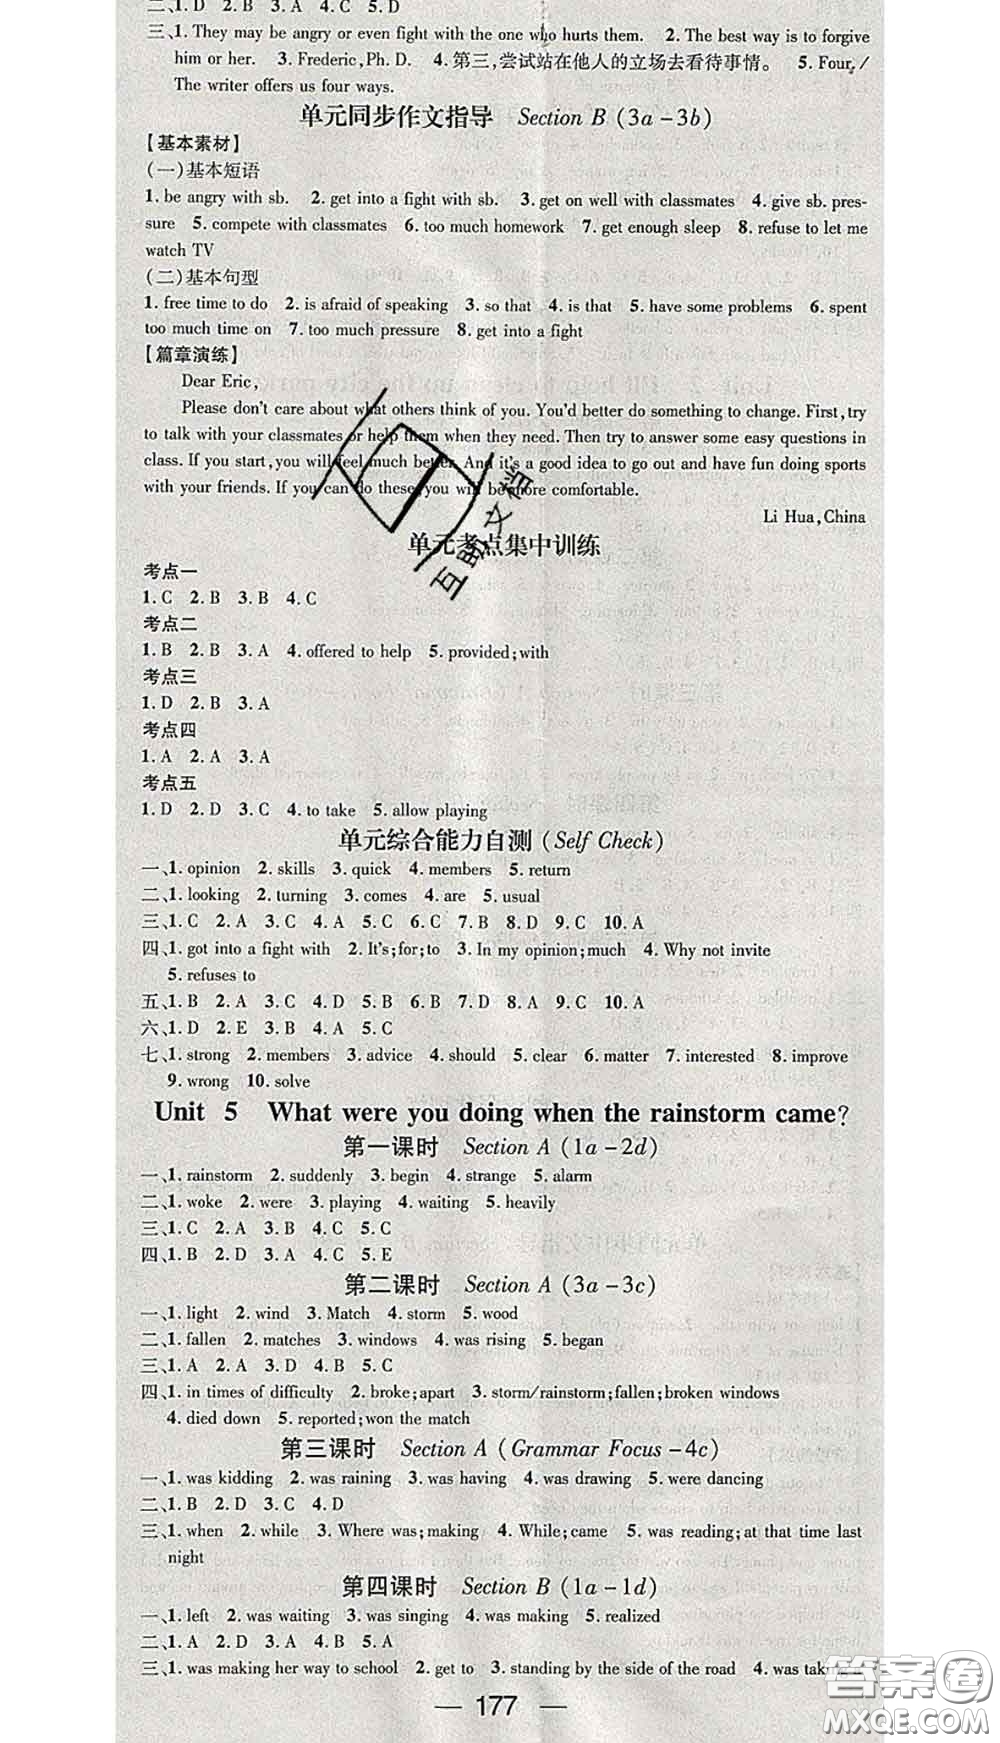 二、1. D  2. B  3. A  4. C  5. D
三、1. They may be angry or even fight with the one who hurts them.  2. The best way is to forgive
him or her.  3. Frederic, Ph. D.  4. 第三,尝试站在他人的立场去看待事情。  5. Four. /
The writer offers us four ways.
单元同步作文指导  Section B (3a－3b)
【基本素材】
(一)基本短语
1. be angry with sb.  2. get into a fight with sb.  3. get on well with classmates  4. give sb. pres-
sure  5. compete with classmates  6. too much homework  7. get enough sleep  8. refuse to let me
watch TV
(二)基本句型
1. free time to do  2. is afraid of speaking  3. so that  4. is that  5. have some problems  6. spent
too much time on  7. too much pressure  8. get into a fight
【篇章演练】
Dear Eric,
Please don't care about what others think of you. You'd better do something to change. First, try
to talk with your classmates or help them when they need. Then try to answer some easy questions in
class. If you start, you will feel much better. And it's a good idea to go out and have fun doing sports
with your friends. If you can do these, you will be more comfortable.
Li Hua, China
单元考点集中训练
考点一
1. C  2. B  3. B  4. C
考点二
1. B  2. B  3. A  4. offered to help  5. provided; with
考点三
1. D  2. B  3. A
考点四
1. A  2. A  3. A
考点五
1. D  2. D  3. C  4. to take  5. allow playing
单元综合能力自测 (Self Check)
一、1. opinion  2. skills  3. quick  4. members  5. return
二、1. looking  2. turning  3. comes  4. are  5. usual
三、1. C  2. A  3. C  4. A  5. C  6. C  7. B  8. D  9. C  10. A
四、1. got into a fight with  2. It's; for; to  3. In my opinion; much  4. Why not invite
5. refuses to
五、1. B  2. A  3. C  4. D  5. B  6. B  7. D  8. A  9. C  10. A
六、1. D  2. E  3. B  4. A  5. C
七、1. strong  2. members  3. advice  4. should  5. clear  6. matter  7. interested  8. improve
9. wrong  10. solve
Unit 5  What were you doing when the rainstorm came?
第一课时  Section A (1a－2d)
一、1. rainstorm  2. suddenly  3. begin  4. strange  5. alarm
二、1. woke  2. were  3. playing  4. waiting  5. heavily
三、1. C  2. A  3. B  4. C  5. C
四、1. B  2. D  3. A  4. C  5. E
第二课时  Section A (3a－3c)
一、1. light  2. wind  3. Match  4. storm  5. wood
二、1. fallen  2. matches  3. windows  4. was rising  5. began
三、1. A  2. A  3. D  4. B  5. C
四、1. in times of difficulty  2. broke; apart  3. storm/rainstorm; fallen; broken windows
4. died down  5. reported; won the match
第三课时  Section A (Grammar Focus－4c)
一、1. was kidding  2. was raining  3. was having  4. was drawing  5. were dancing
二、1. B  2. D  3. C  4. D
三、1. when  2. while  3. Where was; making  4. While; came  5. was reading; at that time last
night
第四课时  Section B (1a－1d)
一、1. left  2. was waiting  3. was singing  4. was making  5. realized
二、1. A  2. D  3. A  4. B  5. A
三、1. was making her way to school  2. get to  3. standing by the side of the road  4. was
— 177 —
互助文档
答案卷
MXQE.COM